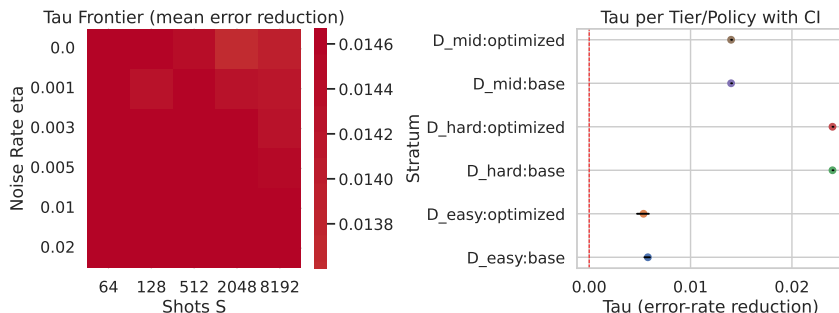 Tau Frontier (mean error reduction)
Noise Rate eta
0.0
0.001
0.003
0.005
0.01
0.02
64 128 512 2048 8192
Shots S
0.0146
0.0144
0.0142
0.0140
0.0138
Tau per Tier/Policy with CI
Stratum
D_mid:optimized
D_mid:base
D_hard:optimized
D_hard:base
D_easy:optimized
D_easy:base
0.00 0.01 0.02
Tau (error-rate reduction)